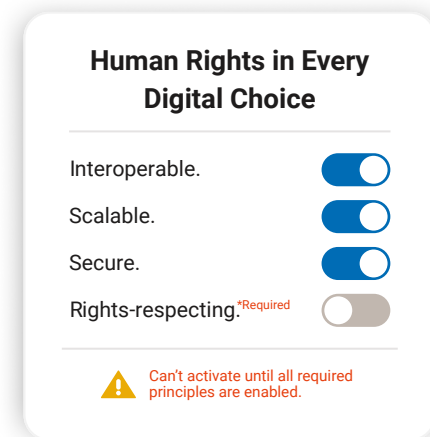 Human Rights in Every
Digital Choice
Interoperable.
Scalable.
Secure.
Rights-respecting.*Required
Can't activate until all required
principles are enabled.